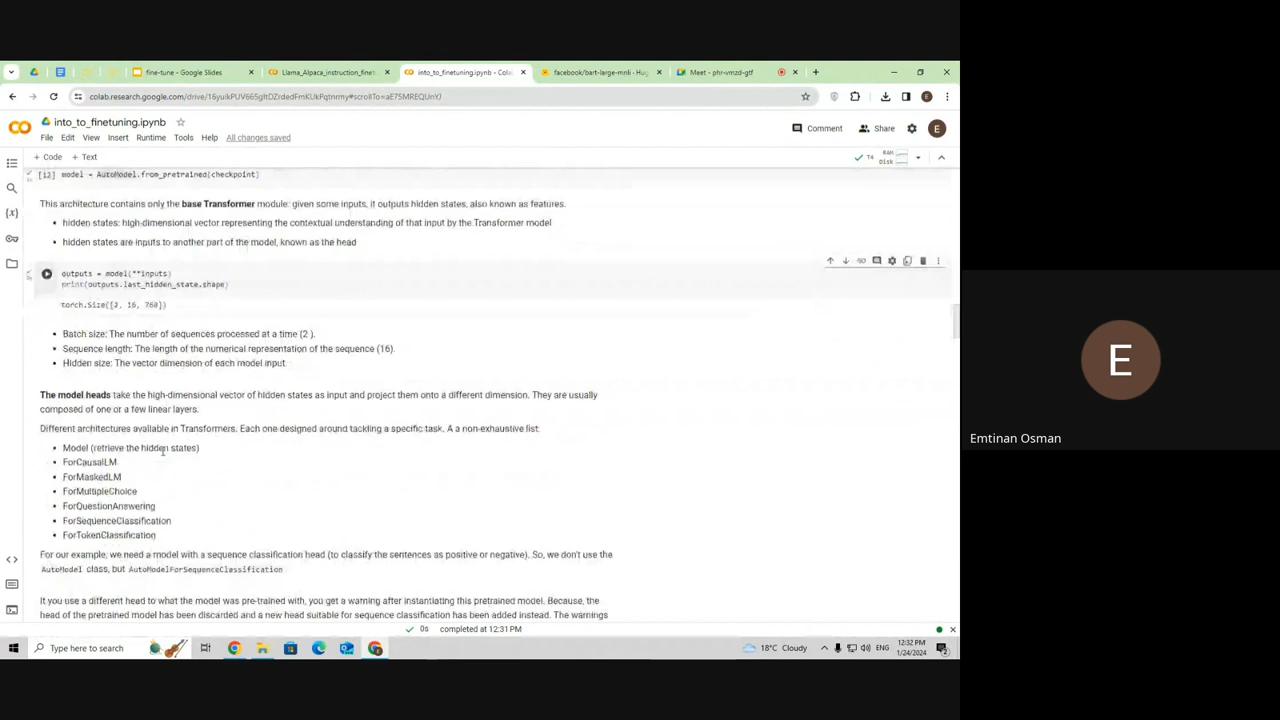 fine-tune - Google Slides
Llama_Alpaca_instruction_finet
into_to_finetuning.ipynb - Colab
facebook/bart-large-mnli · Hug
Meet - phr-vmzd-gtf
into_to_finetuning.ipynb
File Edit View Insert Runtime Tools Help All changes saved
Comment Share E
+ Code + Text
T4 RAM Disk
[12] model = AutoModel.from_pretrained(checkpoint)
This architecture contains only the base Transformer module: given some inputs, it outputs hidden states, also known as features.
• hidden states: high-dimensional vector representing the contextual understanding of that input by the Transformer model
• hidden states are inputs to another part of the model, known as the head
outputs = model(**inputs)
print(outputs.last_hidden_state.shape)
torch.Size([2, 16, 768])
• Batch size: The number of sequences processed at a time (2 ).
• Sequence length: The length of the numerical representation of the sequence (16).
• Hidden size: The vector dimension of each model input
The model heads take the high-dimensional vector of hidden states as input and project them onto a different dimension. They are usually
composed of one or a few linear layers.
Different architectures available in Transformers. Each one designed around tackling a specific task. A a non-exhaustive list:
• Model (retrieve the hidden states)
• ForCausalLM
• ForMaskedLM
• ForMultipleChoice
• ForQuestionAnswering
• ForSequenceClassification
• ForTokenClassification
For our example, we need a model with a sequence classification head (to classify the sentences as positive or negative). So, we don't use the
AutoModel class, but AutoModelForSequenceClassification
It you use a different head to what the model was pre-trained with, you get a warning after instantiating this pretrained model. Because, the
head of the pretrained model has been discarded and a new head suitable for sequence classification has been added instead. The warnings
0s completed at 12:31 PM
Type here to search
18°C Cloudy
ENG
12:32 PM
1/24/2024
E
Emtinan Osman